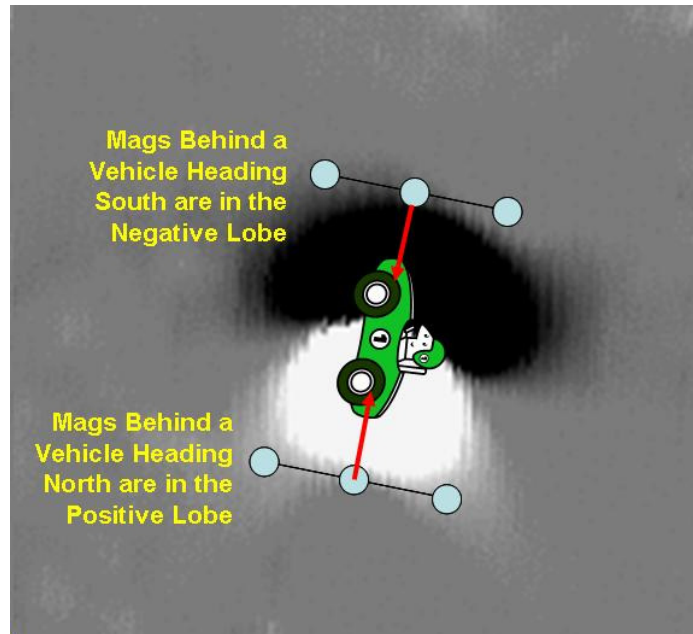 Mags Behind a
Vehicle Heading
South are in the
Negative Lobe
1
Mags Behind a
Vehicle Heading
North are in the
Positive Lobe